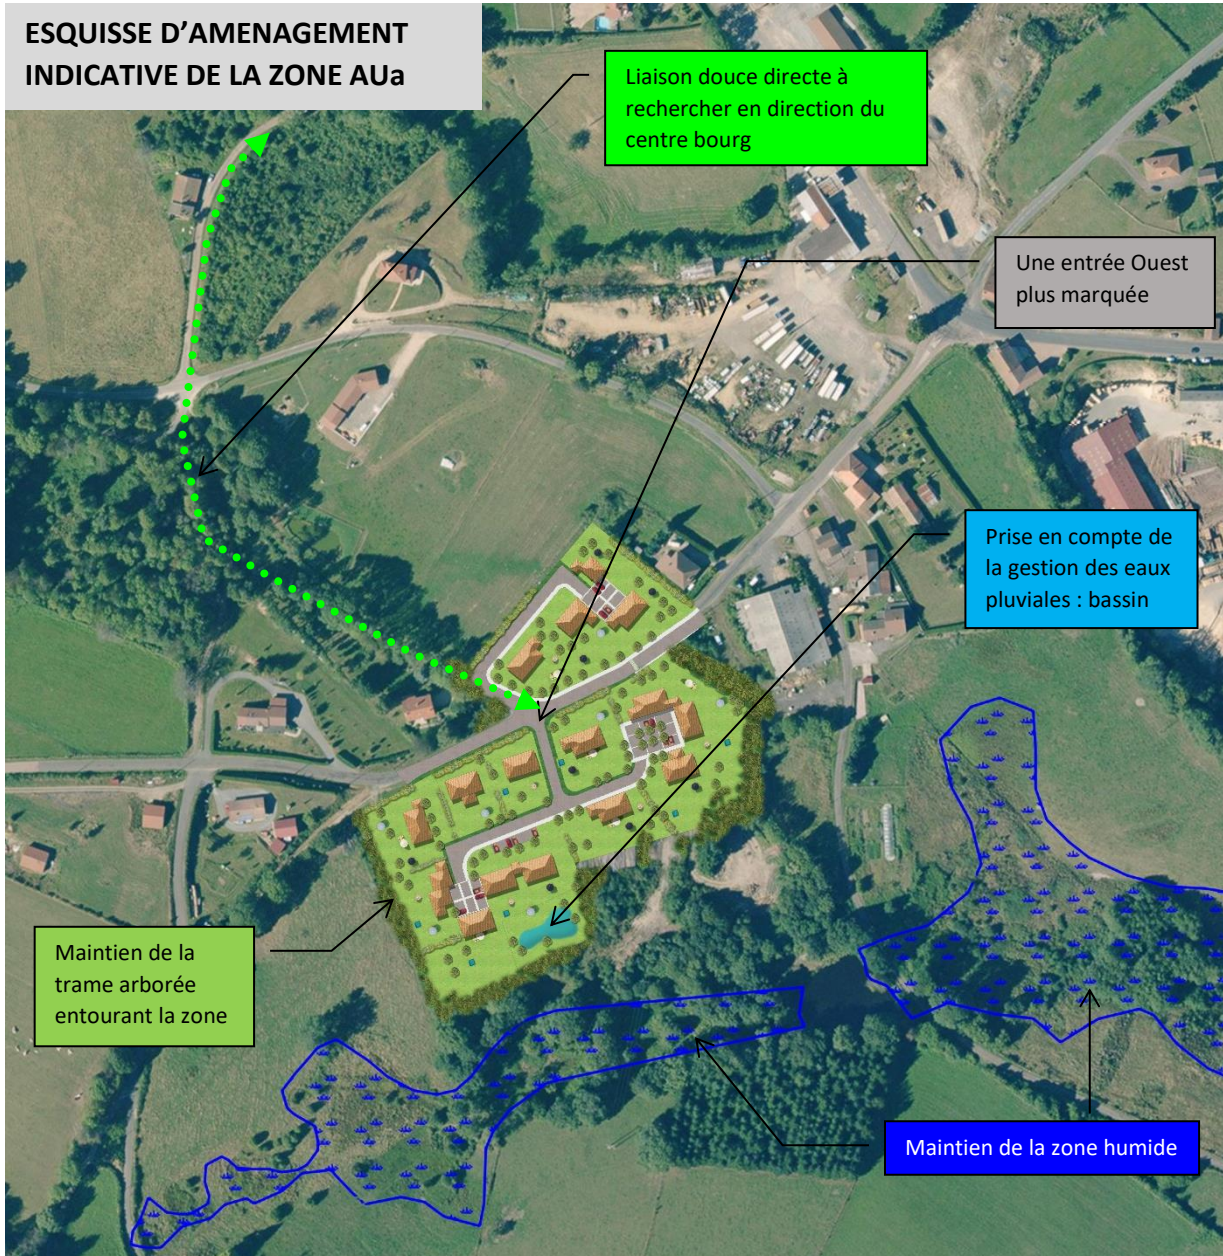 ESQUISSE D’AMENAGEMENT
INDICATIVE DE LA ZONE AUa
Liaison douce directe à
rechercher en direction du
centre bourg
Une entrée Ouest
plus marquée
Prise en compte de
la gestion des eaux
pluviales : bassin
Maintien de la
trame arborée
entourant la zone
Maintien de la zone humide